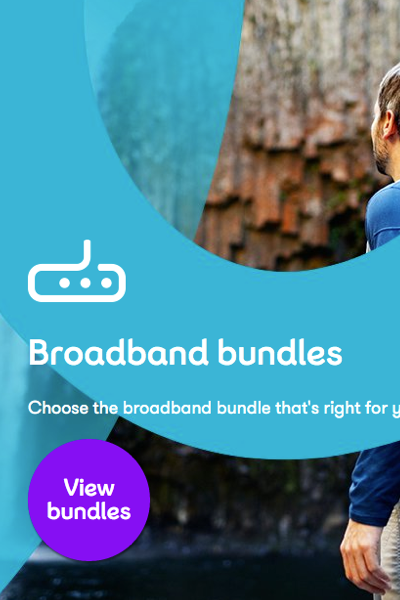 Broadband bundles
Choose the broadband bundle that's right for
View
bundles